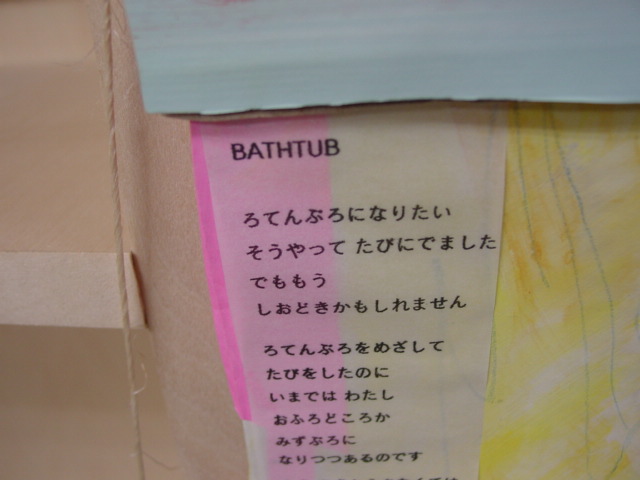 BATHTUB
ろてんぶろになりたい
そうやって たびにでました
でももう
しおどきかもしれません
ろてんぶろをめざして
たびをしたのに
いまでは わたし
おふろどころか
みずぶろに
なりつつあるのです